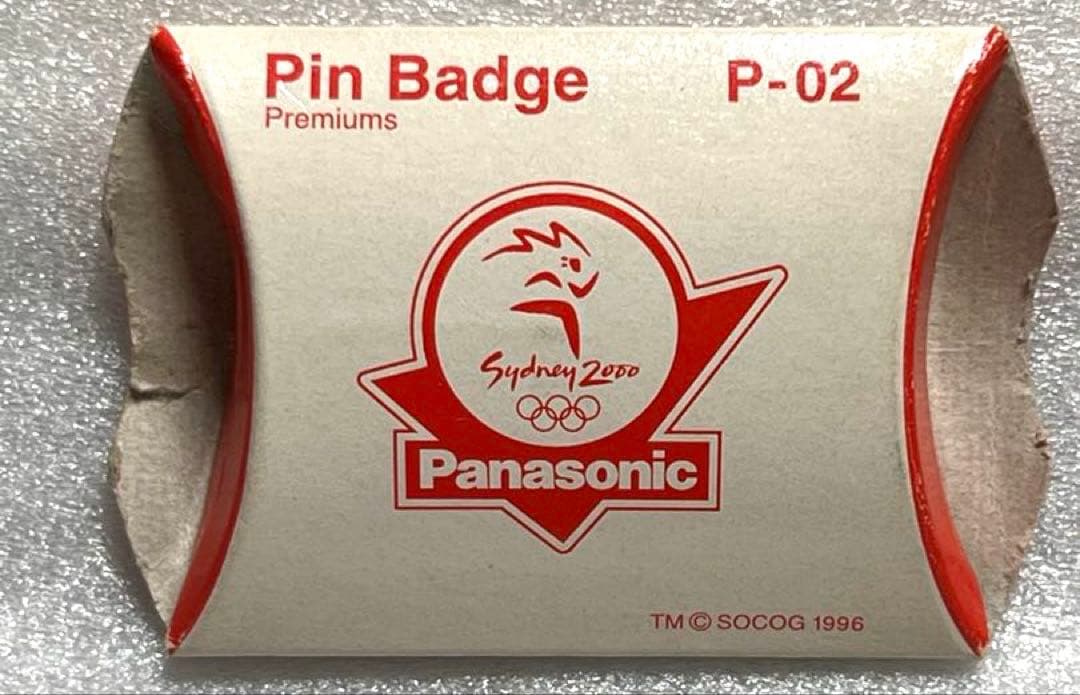 Pin Badge P-02
Premiums
Sydney 2000
Panasonic
TM © SOCOG 1996